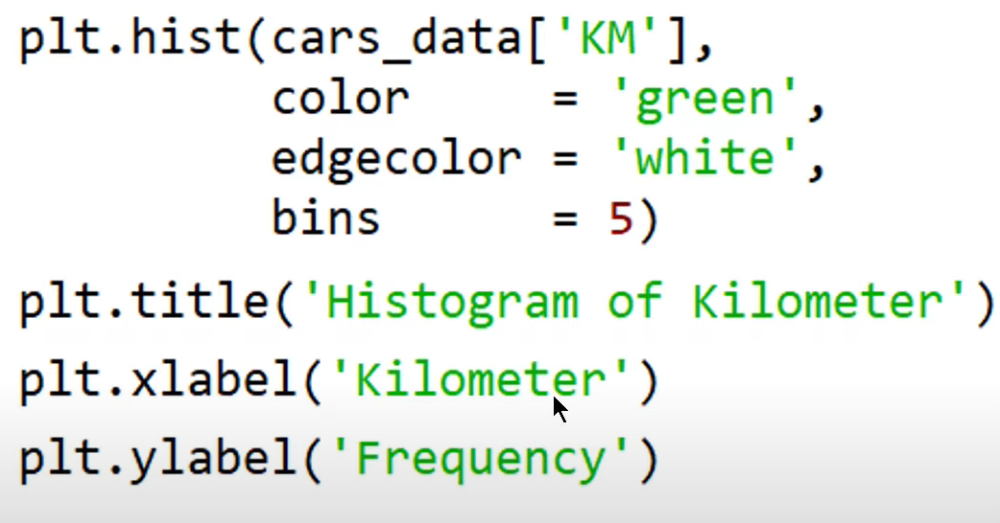 plt.hist(cars_data['KM'],
         color     = 'green',
         edgecolor = 'white',
         bins      = 5)
plt.title('Histogram of Kilometer')
plt.xlabel('Kilometer')
plt.ylabel('Frequency')